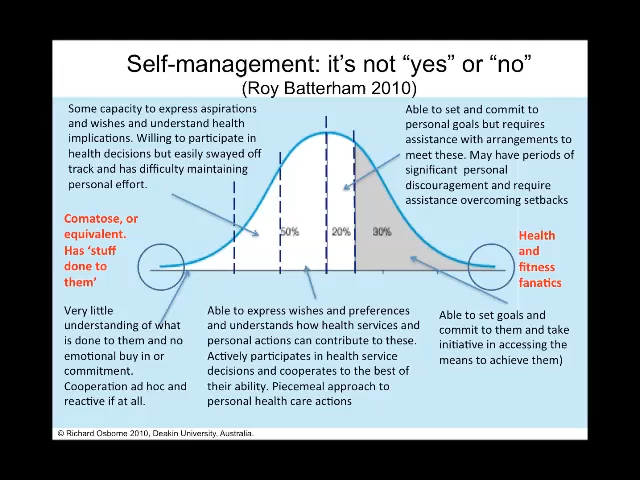 Self-management: it's not “yes” or “no”
(Roy Batterham 2010)
Some capacity to express aspirations
and wishes and understand health
implications. Willing to participate in
health decisions but easily swayed off
track and has difficulty maintaining
personal effort.
Able to set and commit to
personal goals but requires
assistance with arrangements to
meet these. May have periods of
significant personal
discouragement and require
assistance overcoming setbacks
Comatose, or
equivalent.
Has ‘stuff
done to
them’
50%
20%
30%
Health
and
fitness
fanatics
Very little
understanding of what
is done to them and no
emotional buy in or
commitment.
Cooperation ad hoc and
reactive if at all.
Able to express wishes and preferences
and understands how health services and
personal actions can contribute to these.
Actively participates in health service
decisions and cooperates to the best of
their ability. Piecemeal approach to
personal health care actions
Able to set goals and
commit to them and take
initiative in accessing the
means to achieve them)
© Richard Osborne 2010, Deakin University, Australia.